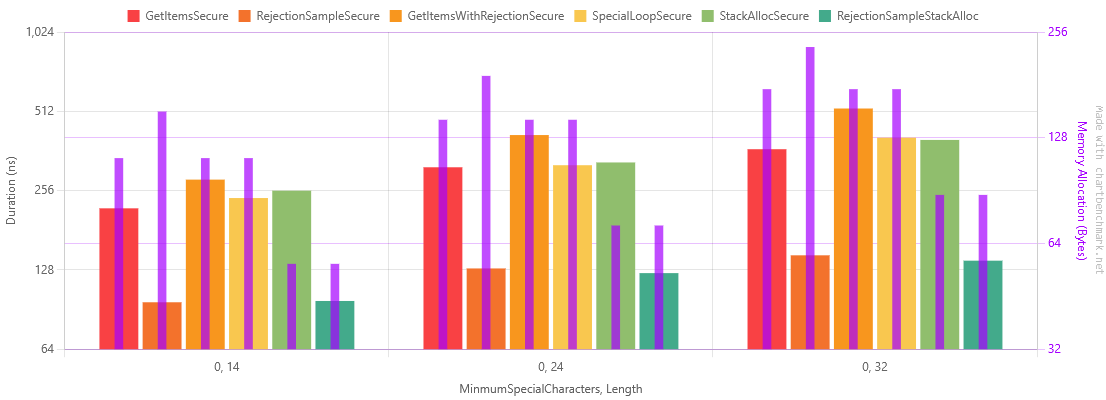 GetItemsSecure RejectionSampleSecure GetItemsWithRejectionSecure SpecialLoopSecure StackAllocSecure RejectionSampleStackAlloc
1,024
512
256
128
64
Duration (ns)
256
128
64
32
Memory Allocation (Bytes)
Made with chartbenchmark.net
0, 14 0, 24 0, 32
MinmumSpecialCharacters, Length